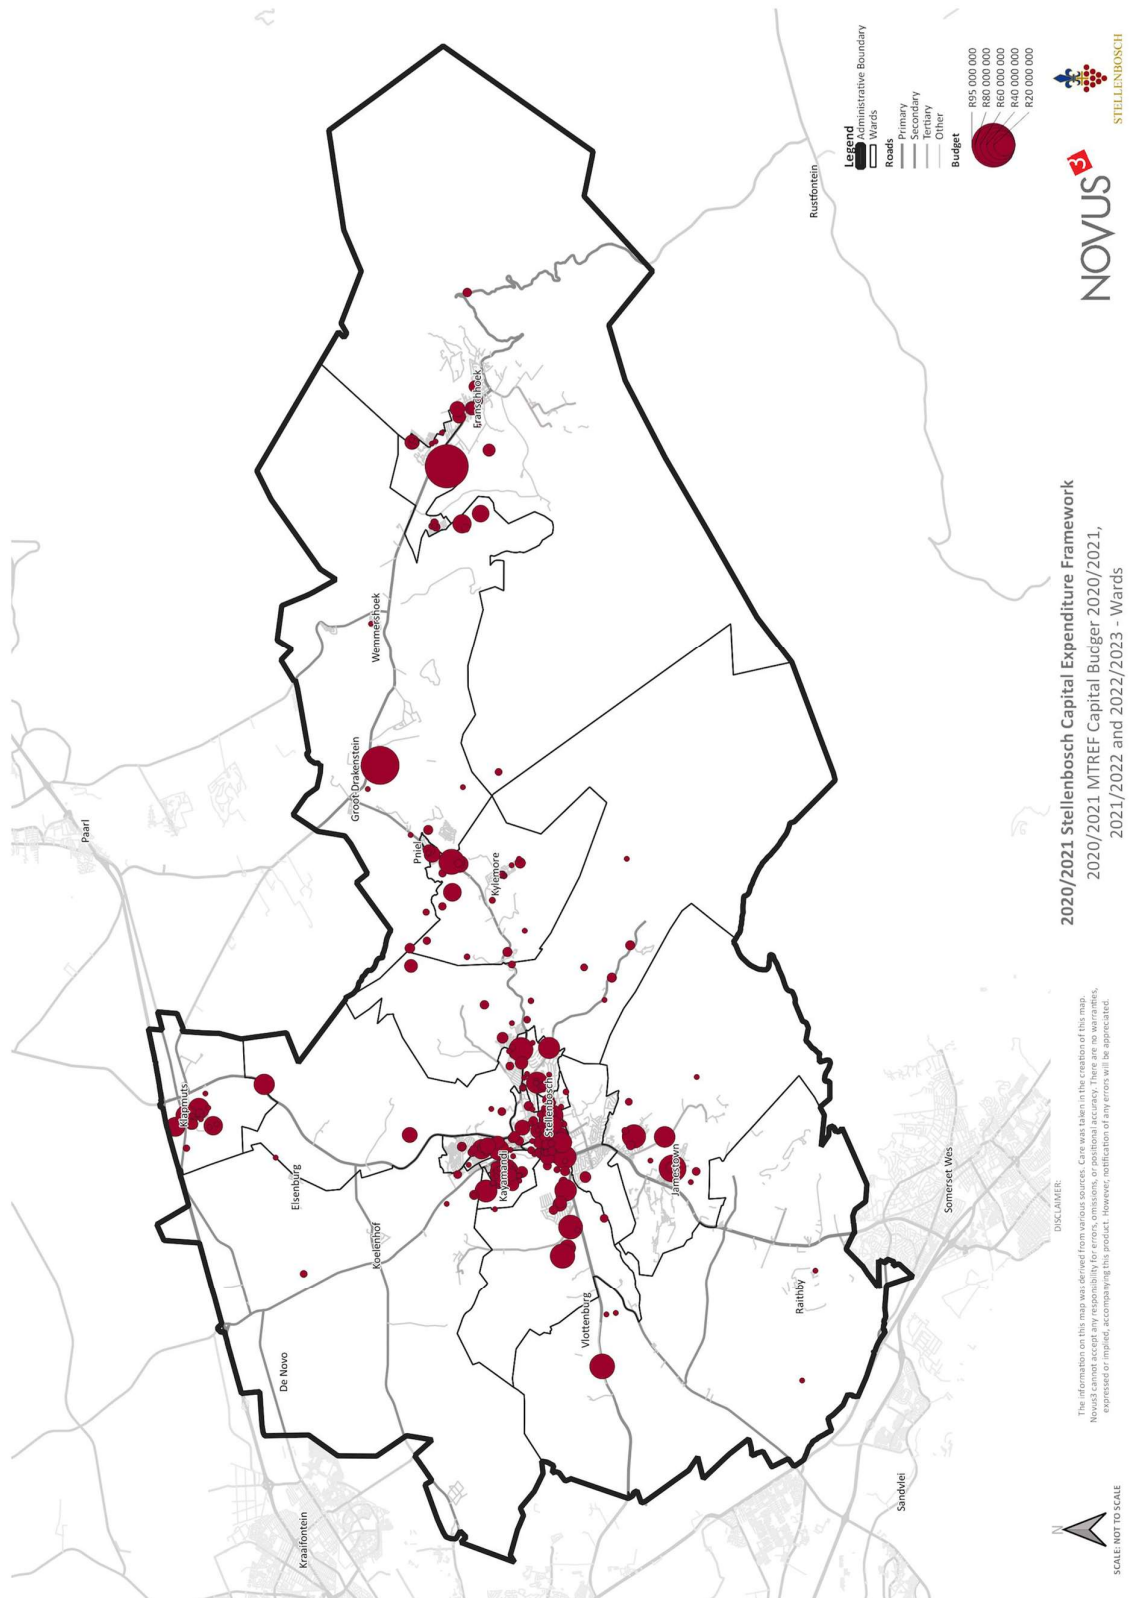 Paarl
Klapmuts
Elsenburg
Koelenhof
De Novo
Kraaifontein
Groot-Drakenstein
Wemmershoek
Franschhoek
Pniel
Kylemore
Kayamandi
Stellenbosch
Vlottenburg
Jamestown
Raithby
Somerset Wes
Sandvlei
Rustfontein
Legend
Administrative Boundary
Wards
Roads
Primary
Secondary
Tertiary
Other
Budget
R95 000 000
R80 000 000
R60 000 000
R40 000 000
R20 000 000
STELLENBOSCH
NOVUS3
2020/2021 Stellenbosch Capital Expenditure Framework
2020/2021 MTREF Capital Budger 2020/2021,
2021/2022 and 2022/2023 - Wards
DISCLAIMER:
The information on this map was derived from various sources. Care was taken in the creation of this map.
Novus3 cannot accept any responsibility for errors, omissions, or positional accuracy. There are no warranties,
expressed or implied, accompanying this product. However, notification of any errors will be appreciated.
N
SCALE: NOT TO SCALE